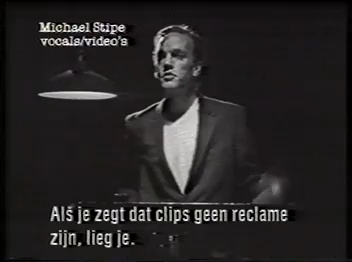 Michael Stipe
vocals/video's
Als je zegt dat clips geen reclame
zijn, lieg je.